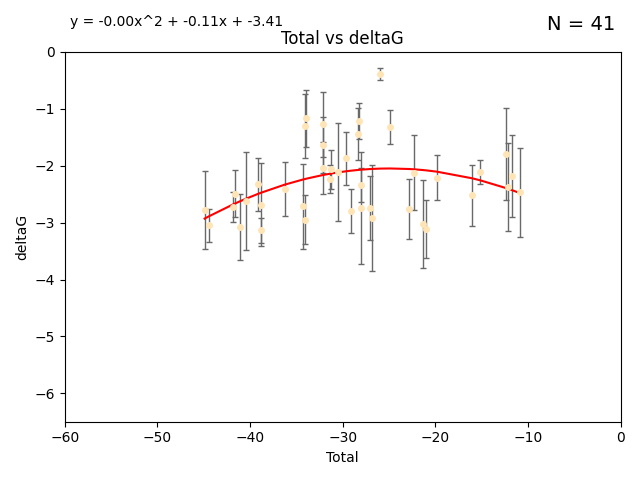 y = -0.00x^2 + -0.11x + -3.41
N = 41
Total vs deltaG
deltaG
0
−1
−2
−3
−4
−5
−6
−60 −50 −40 −30 −20 −10 0
Total